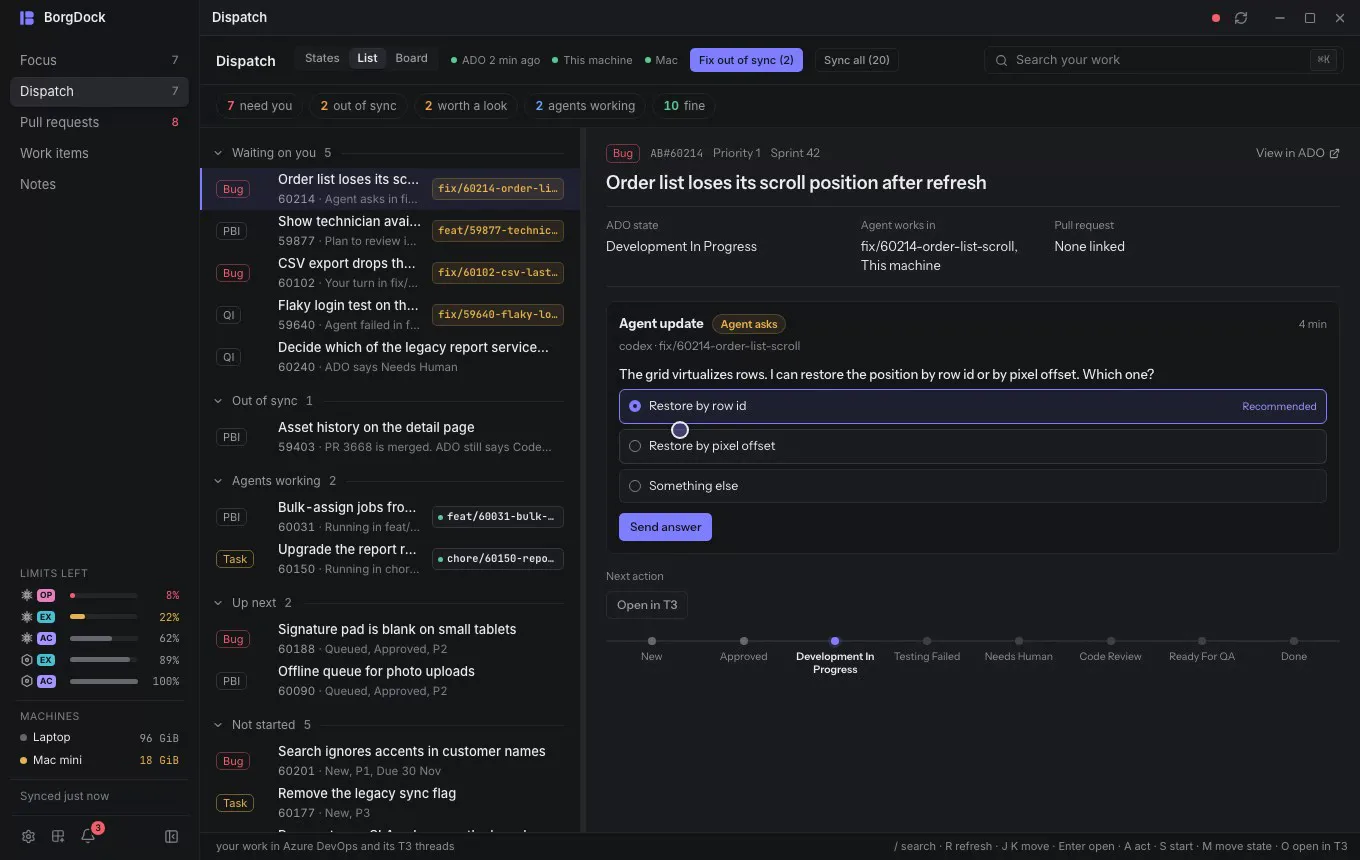 BorgDock
Dispatch
Focus 7
Dispatch 7
Pull requests 8
Work items
Notes
LIMITS LEFT
OP 8%
EX 22%
AC 62%
EX 89%
AC 100%
MACHINES
Laptop 96 GiB
Mac mini 18 GiB
Synced just now
3
Dispatch States List Board ADO 2 min ago This machine Mac Fix out of sync (2) Sync all (20) Search your work ⌘K
7 need you 2 out of sync 2 worth a look 2 agents working 10 fine
Waiting on you 5
Bug Order list loses its sc... fix/60214-order-li...
60214 · Agent asks in fi...
PBI Show technician avai... feat/59877-technic...
59877 · Plan to review i...
Bug CSV export drops th... fix/60102-csv-last...
60102 · Your turn in fix/...
QI Flaky login test on th... fix/59640-flaky-lo...
59640 · Agent failed in f...
QI Decide which of the legacy report service...
60240 · ADO says Needs Human
Out of sync 1
PBI Asset history on the detail page
59403 · PR 3668 is merged. ADO still says Code...
Agents working 2
PBI Bulk-assign jobs fro... feat/60031-bulk-...
60031 · Running in feat/...
Task Upgrade the report r... chore/60150-repo...
60150 · Running in chor...
Up next 2
Bug Signature pad is blank on small tablets
60188 · Queued, Approved, P2
PBI Offline queue for photo uploads
60090 · Queued, Approved, P2
Not started 5
Bug Search ignores accents in customer names
60201 · New, P1, Due 30 Nov
Task Remove the legacy sync flag
60177 · New, P3
Bug AB#60214 Priority 1 Sprint 42 View in ADO
Order list loses its scroll position after refresh
ADO state Agent works in Pull request
Development In Progress fix/60214-order-list-scroll, None linked
This machine
Agent update Agent asks 4 min
codex · fix/60214-order-list-scroll
The grid virtualizes rows. I can restore the position by row id or by pixel offset. Which one?
Restore by row id Recommended
Restore by pixel offset
Something else
Send answer
Next action
Open in T3
New Approved Development In Testing Failed Needs Human Code Review Ready For QA Done
Progress
your work in Azure DevOps and its T3 threads / search · R refresh · J K move · Enter open · A act · S start · M move state · O open in T3